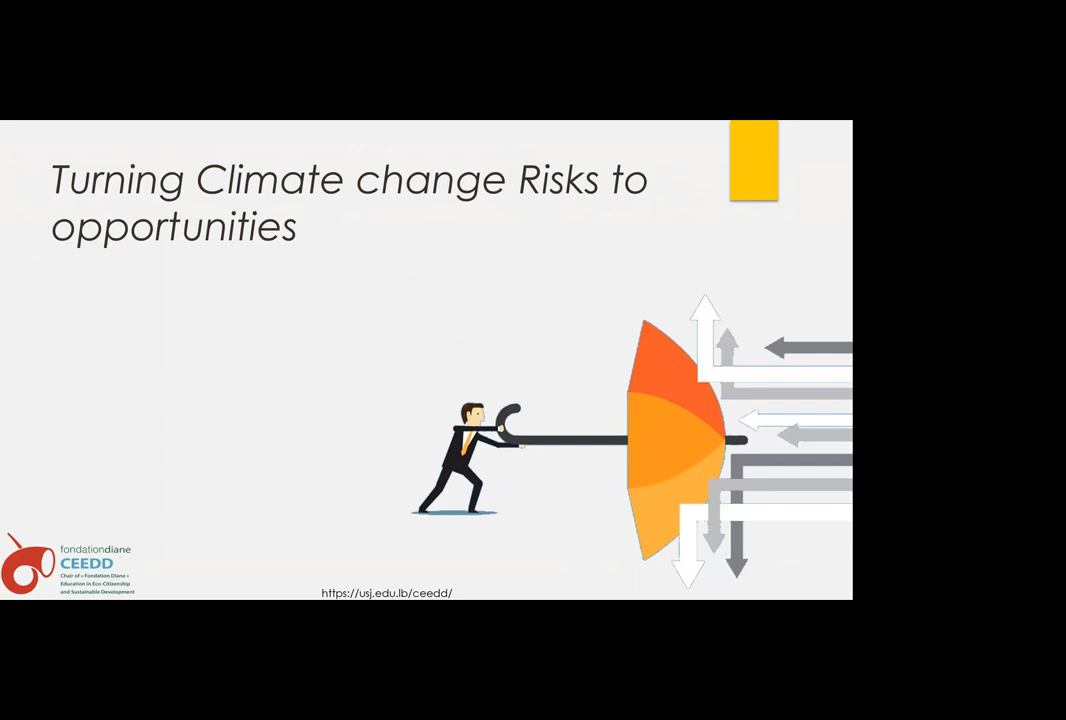 Turning Climate change Risks to
opportunities
fondationdiane
CEEDD
Chair of « Fondation Diane »
Education in Eco-Citizenship
and Sustainable Development
https://usj.edu.lb/ceedd/